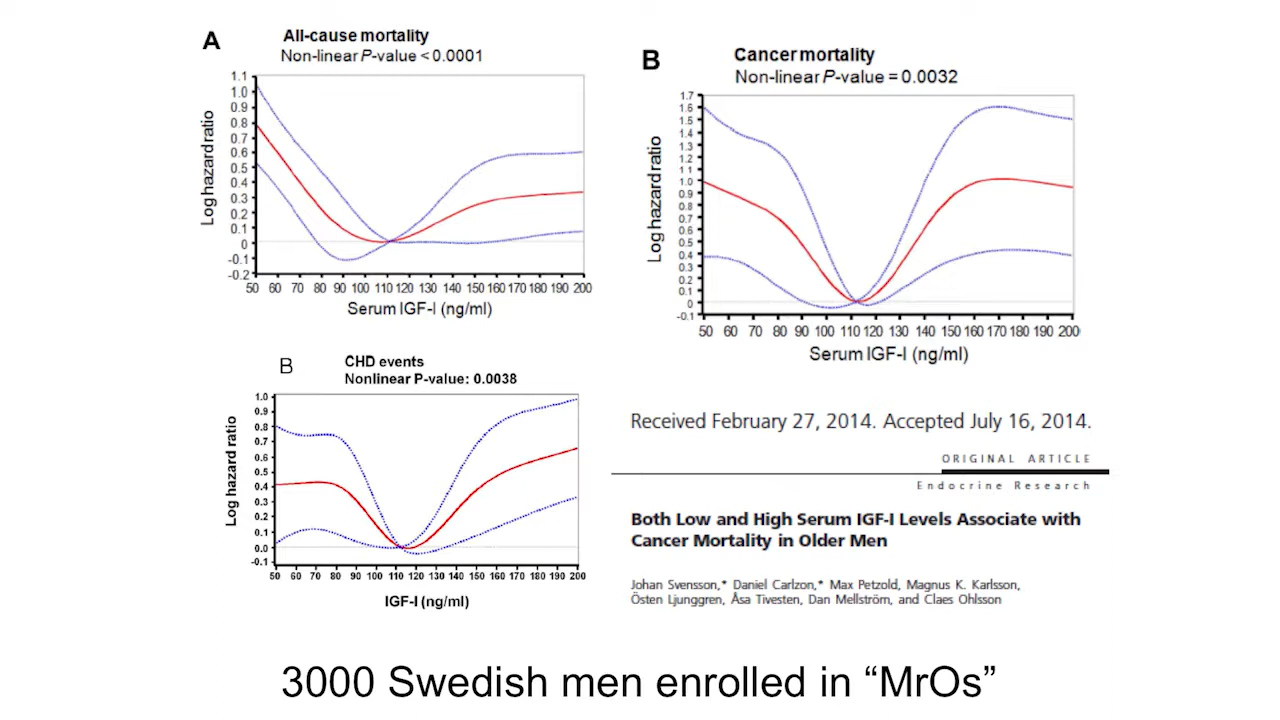 A
All-cause mortality
Non-linear P-value < 0.0001
Log hazard ratio
1.1
1.0
0.9
0.8
0.7
0.6
0.5
0.4
0.3
0.2
0.1
0
-0.1
-0.2
50 60 70 80 90 100 110 120 130 140 150 160 170 180 190 200
Serum IGF-I (ng/ml)
B
Cancer mortality
Non-linear P-value = 0.0032
Log hazard ratio
1.7
1.6
1.5
1.4
1.3
1.2
1.1
1.0
0.9
0.8
0.7
0.6
0.5
0.4
0.3
0.2
0.1
0
-0.1
50 60 70 80 90 100 110 120 130 140 150 160 170 180 190 200
Serum IGF-I (ng/ml)
B
CHD events
Nonlinear P-value: 0.0038
Log hazard ratio
1.0
0.9
0.8
0.7
0.6
0.5
0.4
0.3
0.2
0.1
0.0
-0.1
50 60 70 80 90 100 110 120 130 140 150 160 170 180 190 200
IGF-I (ng/ml)
Received February 27, 2014. Accepted July 16, 2014.
ORIGINAL ARTICLE
Endocrine Research
Both Low and High Serum IGF-I Levels Associate with
Cancer Mortality in Older Men
Johan Svensson,* Daniel Carlzon,* Max Petzold, Magnus K. Karlsson,
Östen Ljunggren, Åsa Tivesten, Dan Mellström, and Claes Ohlsson
3000 Swedish men enrolled in “MrOs”